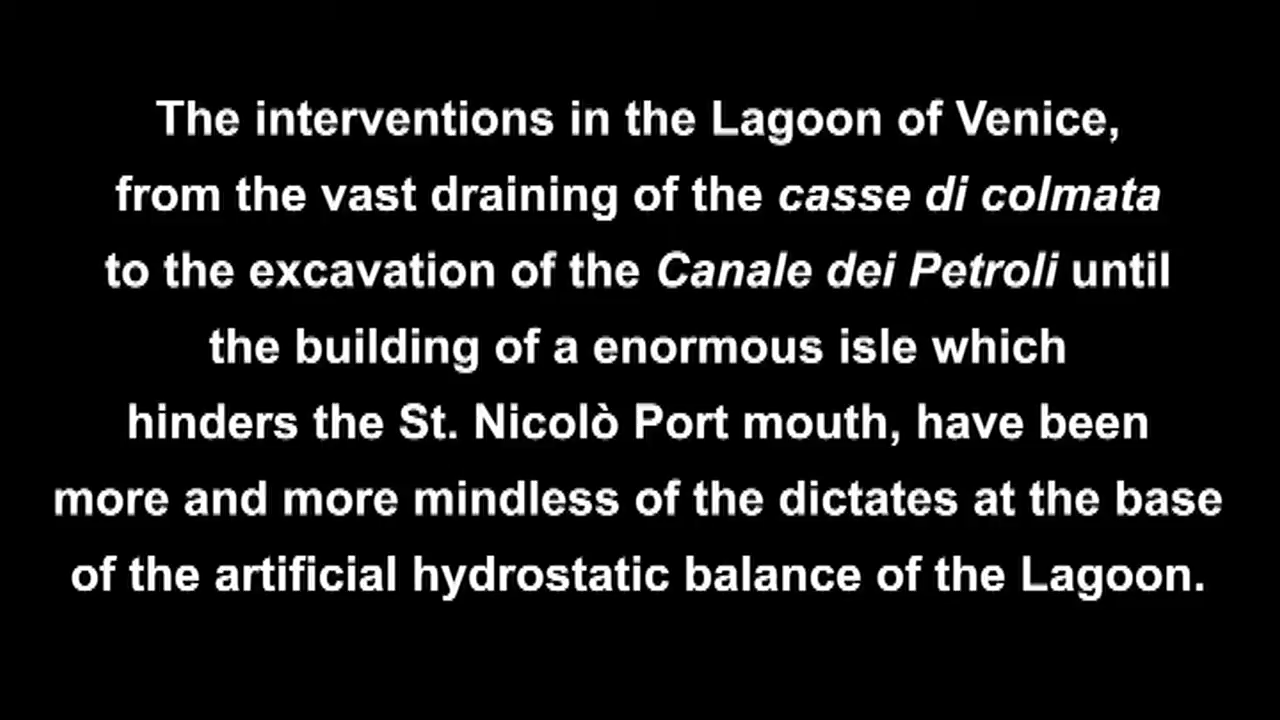 The interventions in the Lagoon of Venice,
from the vast draining of the casse di colmata
to the excavation of the Canale dei Petroli until
the building of a enormous isle which
hinders the St. Nicolò Port mouth, have been
more and more mindless of the dictates at the base
of the artificial hydrostatic balance of the Lagoon.